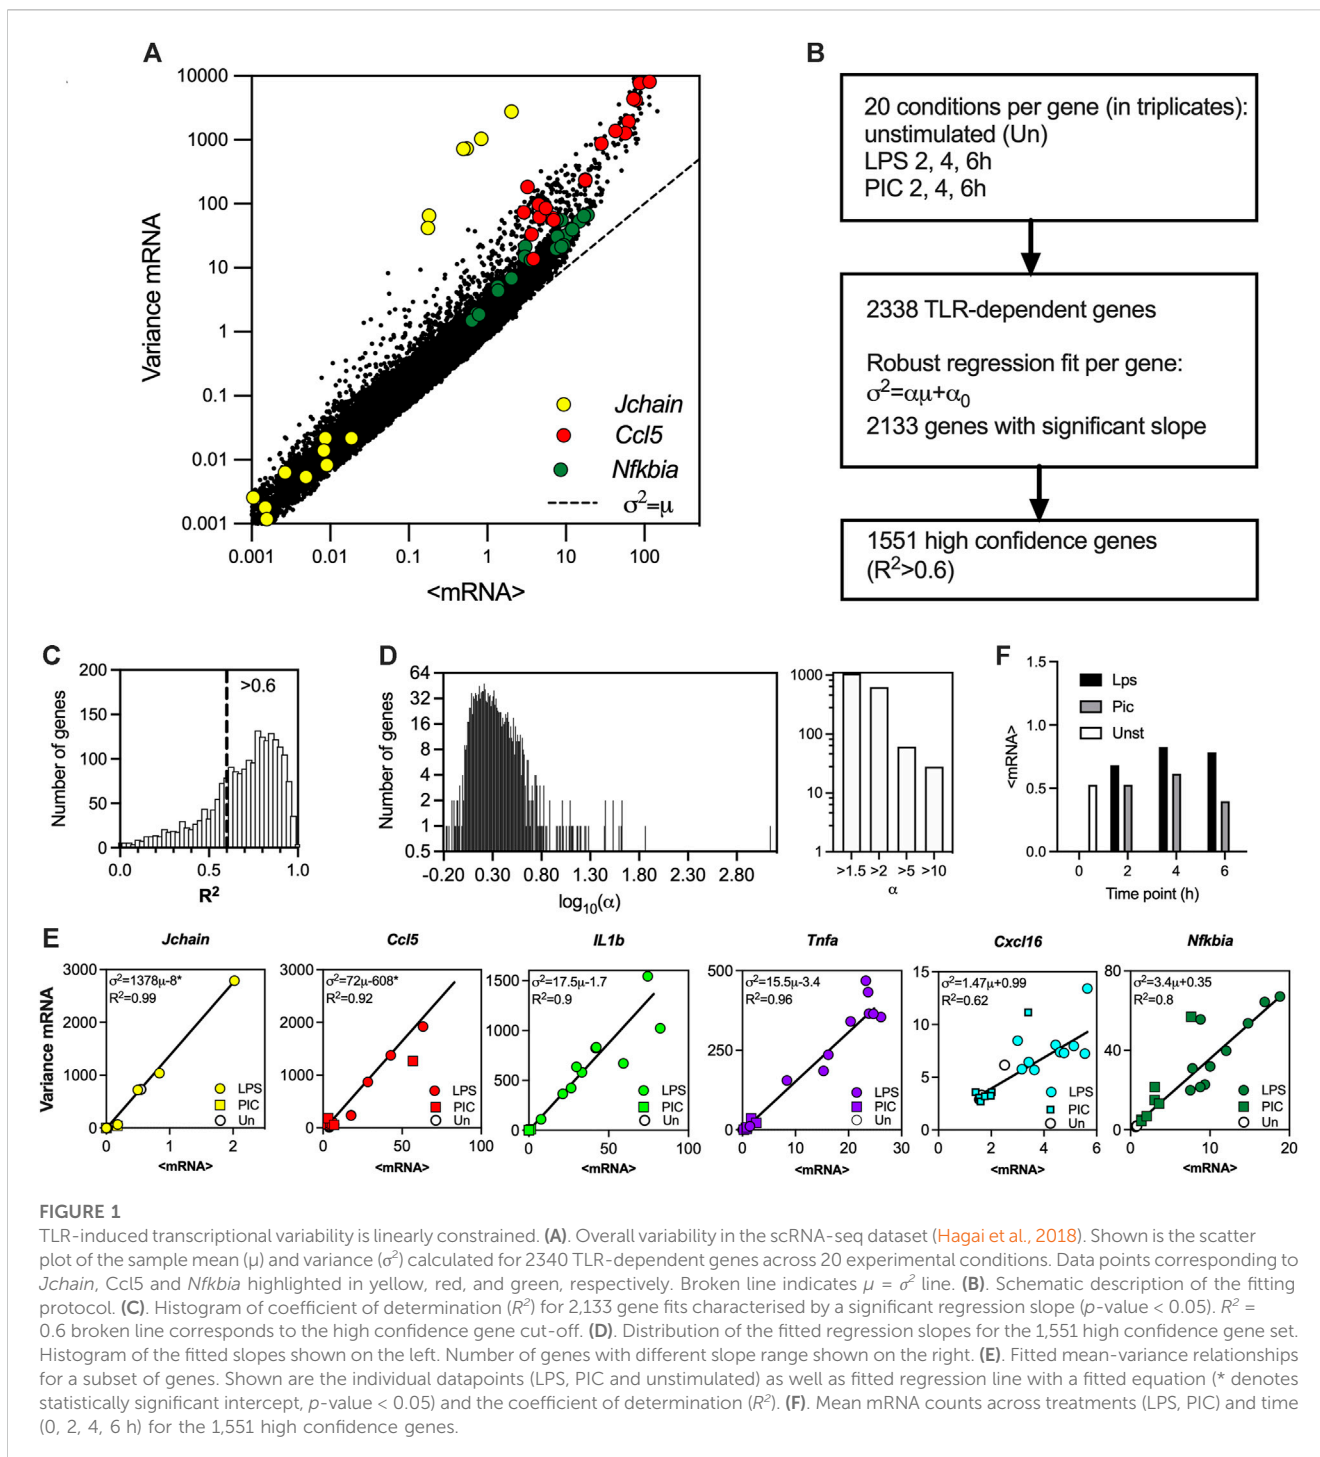 A
10000
1000
100
10
1
0.1
0.01
0.001
Variance mRNA
0.001
0.01
0.1
1
10
100
<mRNA>
Jchain
Ccl5
Nfkbia
σ²=μ
B
20 conditions per gene (in triplicates):
unstimulated (Un)
LPS 2, 4, 6h
PIC 2, 4, 6h
2338 TLR-dependent genes
Robust regression fit per gene:
σ²=αμ+α₀
2133 genes with significant slope
1551 high confidence genes
(R²>0.6)
C
200
150
100
50
0
Number of genes
>0.6
0.0
0.5
1.0
R²
D
64
32
16
8
4
2
1
0.5
Number of genes
-0.20
0.30
0.80
1.30
1.80
2.30
2.80
log₁₀(α)
1000
100
10
1
>1.5
>2
>5
>10
α
F
1.5
1.0
0.5
0.0
<mRNA>
Lps
Pic
Unst
0
2
4
6
Time point (h)
E
Jchain
3000
2000
1000
0
Variance mRNA
σ²=1378μ-8*
R²=0.99
LPS
PIC
Un
0
1
2
<mRNA>
Ccl5
3000
2000
1000
0
σ²=72μ-608*
R²=0.92
LPS
PIC
Un
0
50
100
<mRNA>
IL1b
1500
1000
500
0
σ²=17.5μ-1.7
R²=0.9
LPS
PIC
Un
0
50
100
<mRNA>
Tnfa
500
250
0
σ²=15.5μ-3.4
R²=0.96
LPS
PIC
Un
0
10
20
30
<mRNA>
Cxcl16
15
10
5
0
σ²=1.47μ+0.99
R²=0.62
LPS
PIC
Un
0
2
4
6
<mRNA>
Nfkbia
80
40
0
σ²=3.4μ+0.35
R²=0.8
LPS
PIC
Un
0
5
10
15
20
<mRNA>
FIGURE 1
TLR-induced transcriptional variability is linearly constrained. (A). Overall variability in the scRNA-seq dataset (Hagai et al., 2018). Shown is the scatter
plot of the sample mean (μ) and variance (σ²) calculated for 2340 TLR-dependent genes across 20 experimental conditions. Data points corresponding to
Jchain, Ccl5 and Nfkbia highlighted in yellow, red, and green, respectively. Broken line indicates μ = σ² line. (B). Schematic description of the fitting
protocol. (C). Histogram of coefficient of determination (R²) for 2,133 gene fits characterised by a significant regression slope (p-value < 0.05). R² =
0.6 broken line corresponds to the high confidence gene cut-off. (D). Distribution of the fitted regression slopes for the 1,551 high confidence gene set.
Histogram of the fitted slopes shown on the left. Number of genes with different slope range shown on the right. (E). Fitted mean-variance relationships
for a subset of genes. Shown are the individual datapoints (LPS, PIC and unstimulated) as well as fitted regression line with a fitted equation (* denotes
statistically significant intercept, p-value < 0.05) and the coefficient of determination (R²). (F). Mean mRNA counts across treatments (LPS, PIC) and time
(0, 2, 4, 6 h) for the 1,551 high confidence genes.